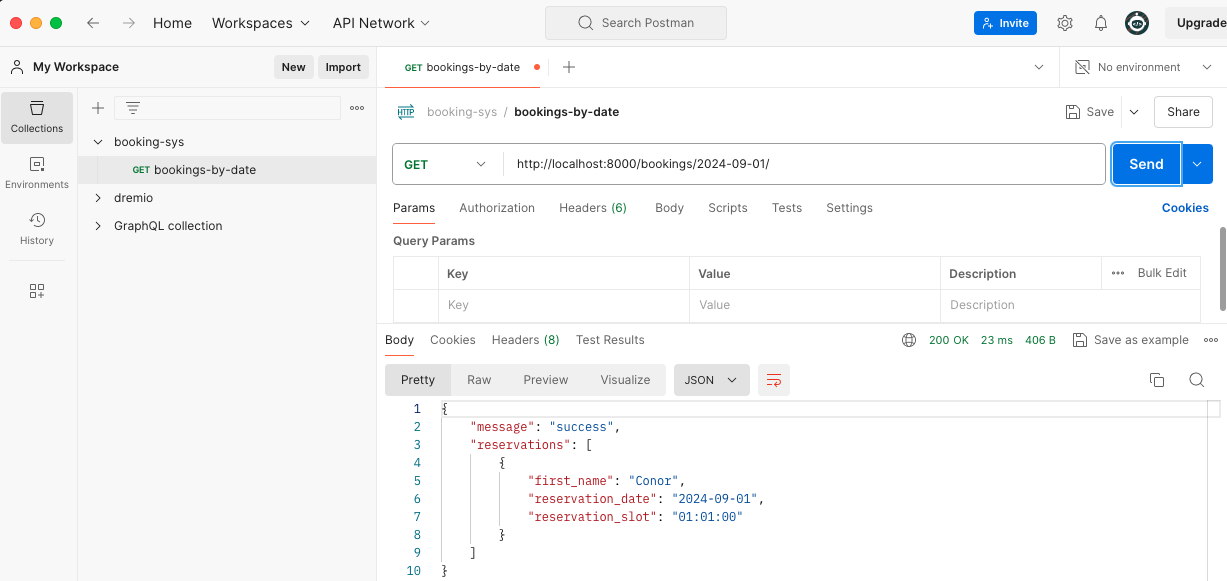 Home Workspaces API Network Search Postman Invite Upgrade
My Workspace New Import GET bookings-by-date No environment
Collections
Environments
History
booking-sys
GET bookings-by-date
dremio
GraphQL collection
HTTP booking-sys / bookings-by-date Save Share
GET http://localhost:8000/bookings/2024-09-01/ Send
Params Authorization Headers (6) Body Scripts Tests Settings Cookies
Query Params
Key Value Description Bulk Edit
Key Value Description
Body Cookies Headers (8) Test Results 200 OK 23 ms 406 B Save as example
Pretty Raw Preview Visualize JSON
1 {
2 "message": "success",
3 "reservations": [
4 {
5 "first_name": "Conor",
6 "reservation_date": "2024-09-01",
7 "reservation_slot": "01:01:00"
8 }
9 ]
10 }